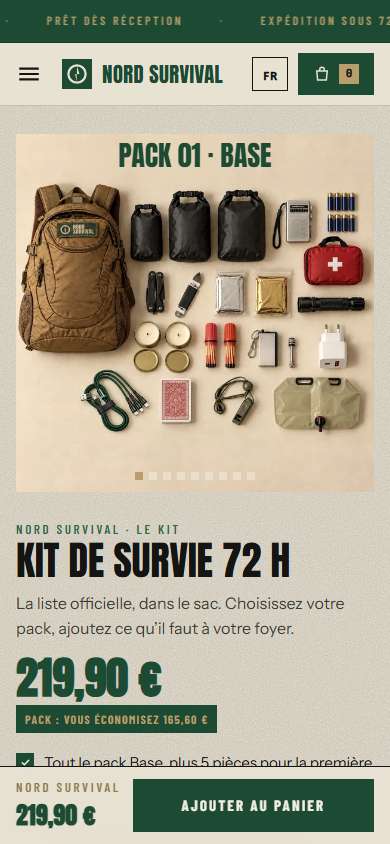 PRÊT DÈS RÉCEPTION · EXPÉDITION SOUS 72
NORD SURVIVAL
FR
0
PACK 01 · BASE
NORD SURVIVAL
NORD SURVIVAL · LE KIT
KIT DE SURVIE 72 H
La liste officielle, dans le sac. Choisissez votre
pack, ajoutez ce qu'il faut à votre foyer.
219,90 €
PACK : VOUS ÉCONOMISEZ 165,60 €
Tout le pack Base, plus 5 pièces pour la première
NORD SURVIVAL
219,90 €
AJOUTER AU PANIER